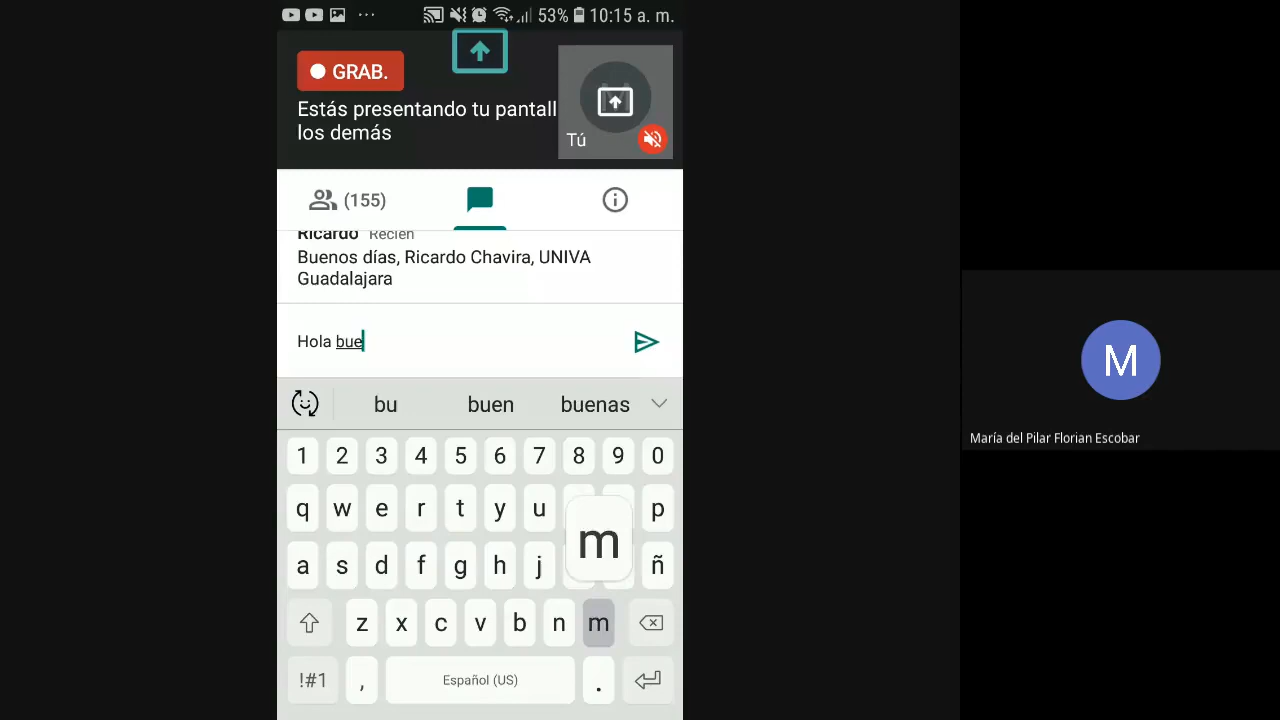 53% 10:15 a. m.
GRAB.
Estás presentando tu pantall
los demás
Tú
(155)
Ricardo Recién
Buenos días, Ricardo Chavira, UNIVA
Guadalajara
Hola bue
bu buen buenas
1 2 3 4 5 6 7 8 9 0
q w e r t y u p
m
a s d f g h j ñ
z x c v b n m
!#1 , Español (US) .
M
María del Pilar Florian Escobar